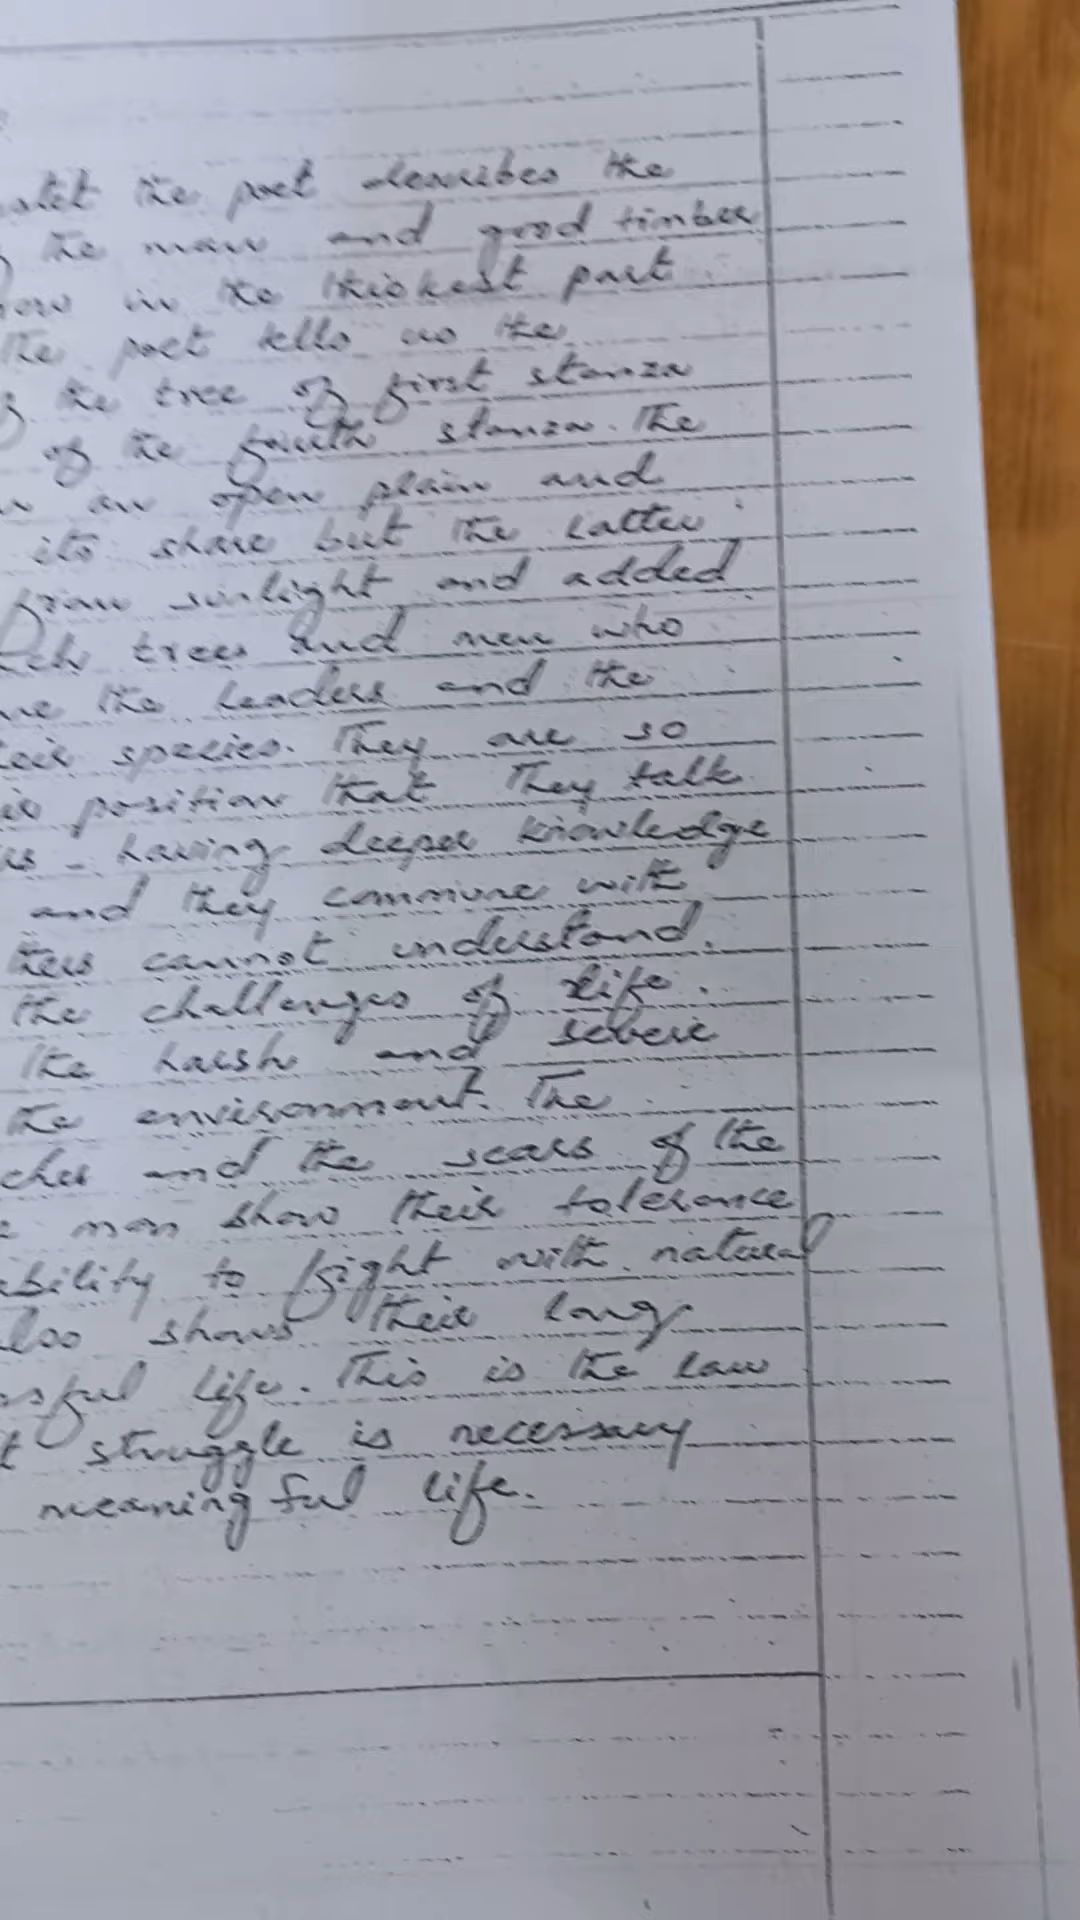 the poet describes the
the man and good timber
in the thickest part
The poet tells us the
the tree of first stanza
of the fourth stanza. The
an open plain and
its share but the latter
sunlight and added
trees and men who
the leaders and the
species. They are so
position that they talk
having deeper knowledge
and they commune with
cannot understand.
the challenges of life.
the harsh and severe
the environment. The
and the scars of the
man show their tolerance
ability to fight with natural
shows their long
life. This is the law
struggle is necessary
meaningful life.